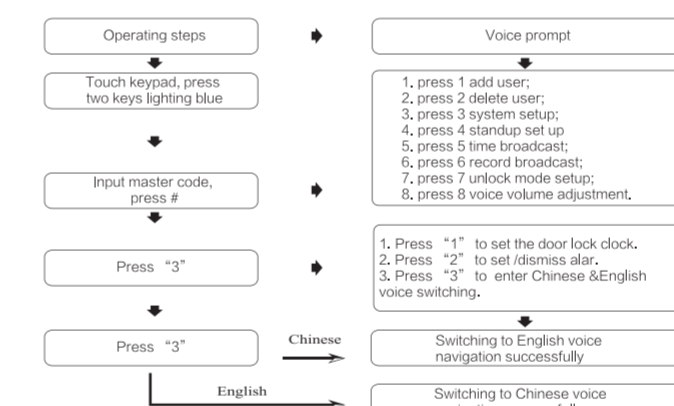 Operating steps
Voice prompt
Touch keypad, press
two keys lighting blue
1. press 1 add user;
2. press 2 delete user;
3. press 3 system setup;
4. press 4 standup set up
5. press 5 time broadcast;
6. press 6 record broadcast;
7. press 7 unlock mode setup;
8. press 8 voice volume adjustment.
Input master code,
press #
Press “3”
1. Press “1” to set the door lock clock.
2. Press “2” to set /dismiss alar.
3. Press “3” to enter Chinese &English
voice switching.
Press “3”
Chinese
Switching to English voice
navigation successfully
English
Switching to Chinese voice